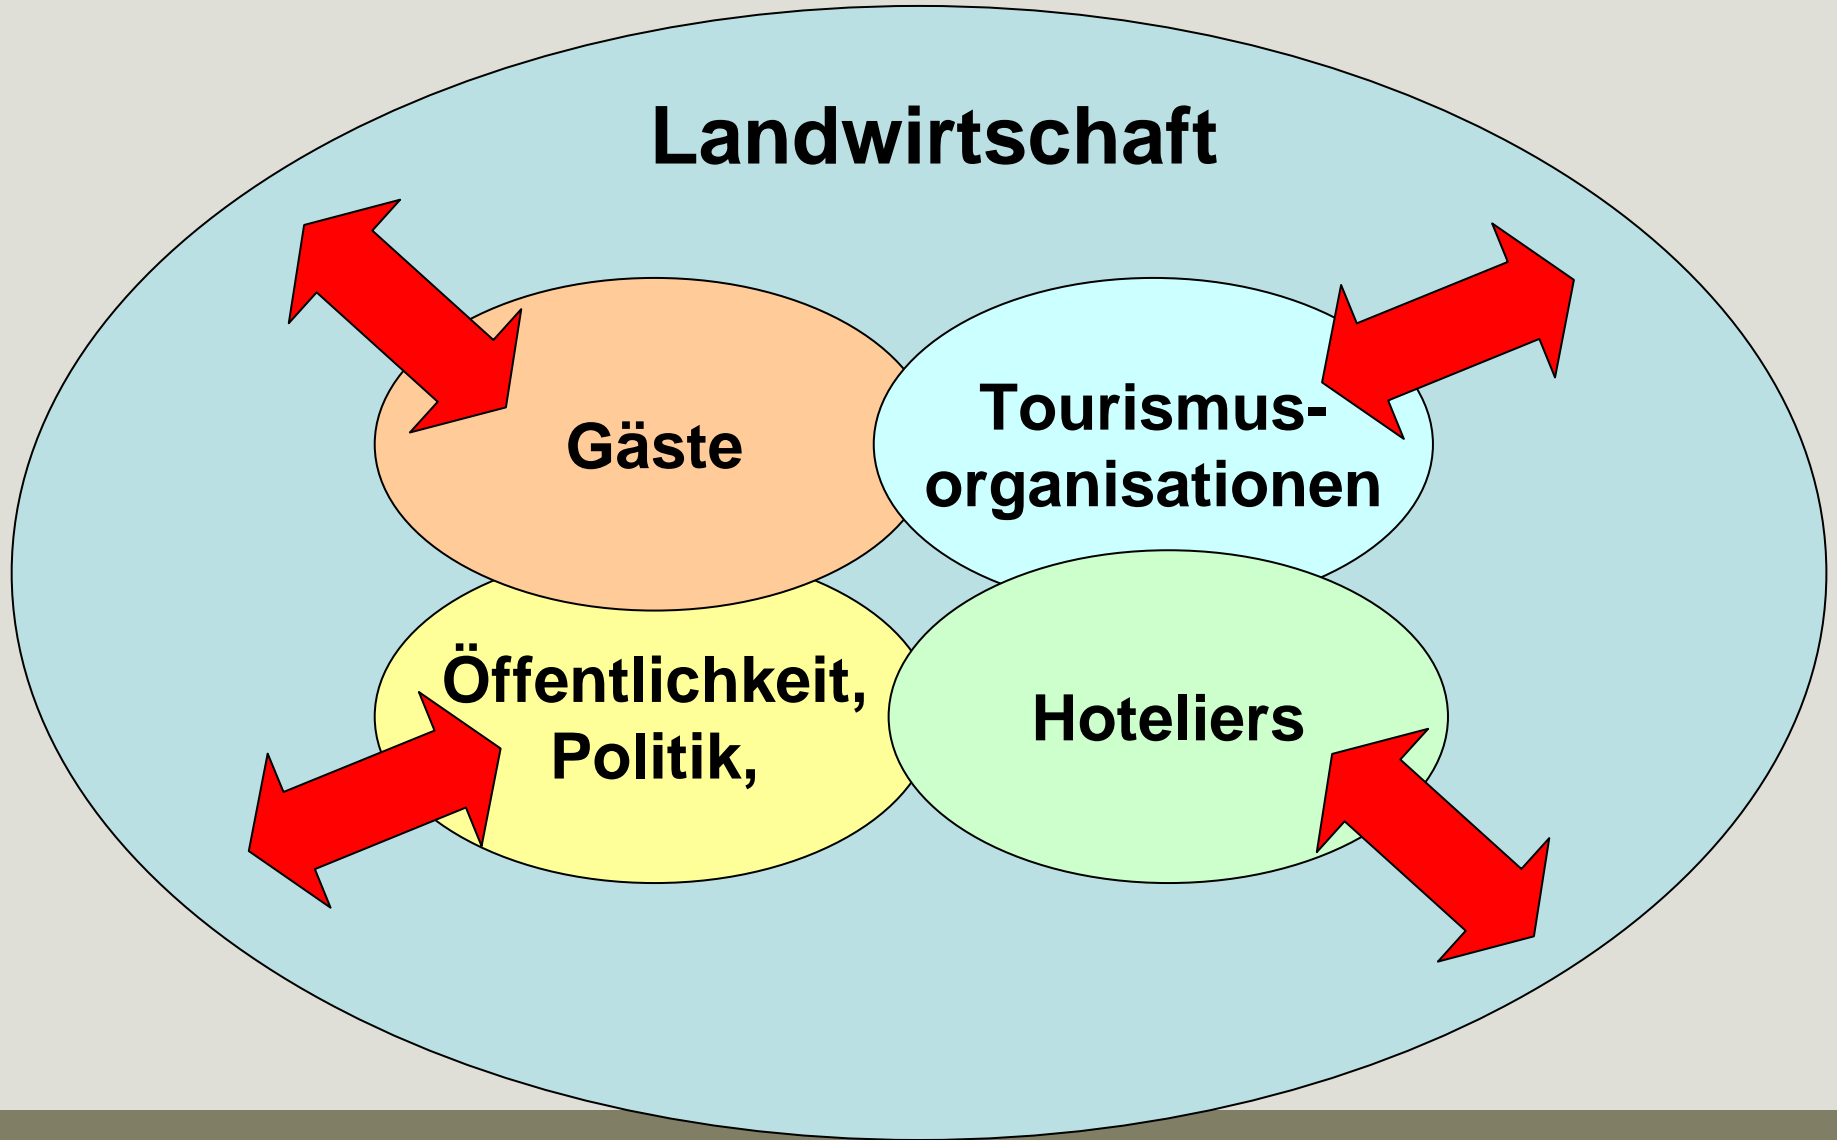 Landwirtschaft
Gäste
Tourismus-
organisationen
Öffentlichkeit,
Politik,
Hoteliers